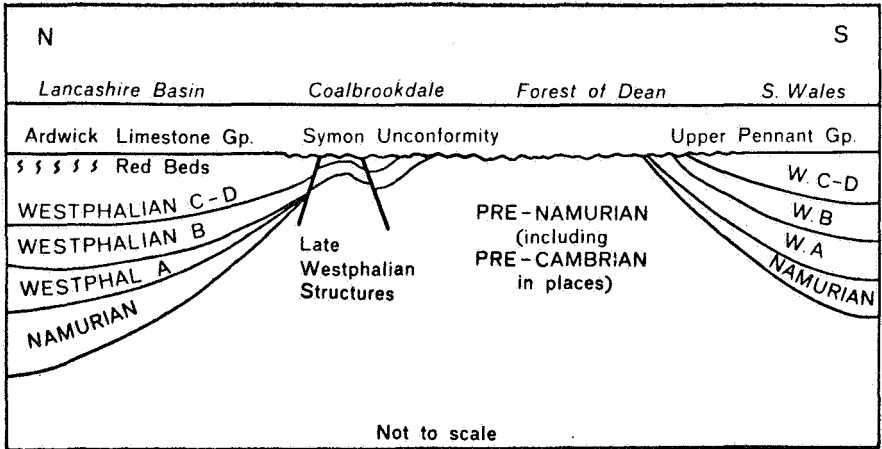 N S
Lancashire Basin Coalbrookdale Forest of Dean S. Wales
Ardwick Limestone Gp. Symon Unconformity Upper Pennant Gp.
Red Beds
WESTPHALIAN C-D
WESTPHALIAN B
WESTPHAL A
NAMURIAN
Late
Westphalian
Structures
PRE-NAMURIAN
(including
PRE-CAMBRIAN
in places)
W. C-D
W. B
W. A
NAMURIAN
Not to scale